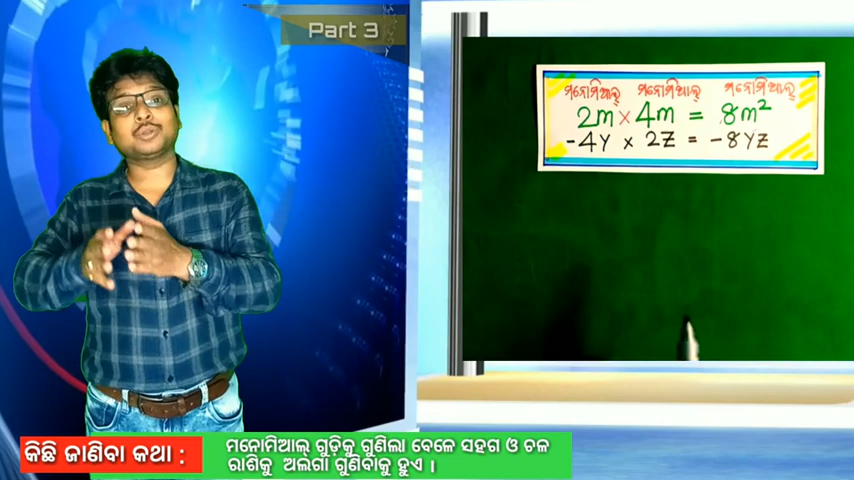 Part 3
ମନୋମିଆଲ୍ ମନୋମିଆଲ୍ ମନୋମିଆଲ୍
2m x 4m = 8m²
-4Y x 2Z = -8YZ
କିଛି ଜାଣିବା କଥା :
ମନୋମିଆଲ୍ ଗୁଡ଼ିକୁ ଗୁଣିଲା ବେଳେ ସହଗ ଓ ଚଳ
ରାଶିକୁ ଅଲଗା ଗୁଣିବାକୁ ହୁଏ ।